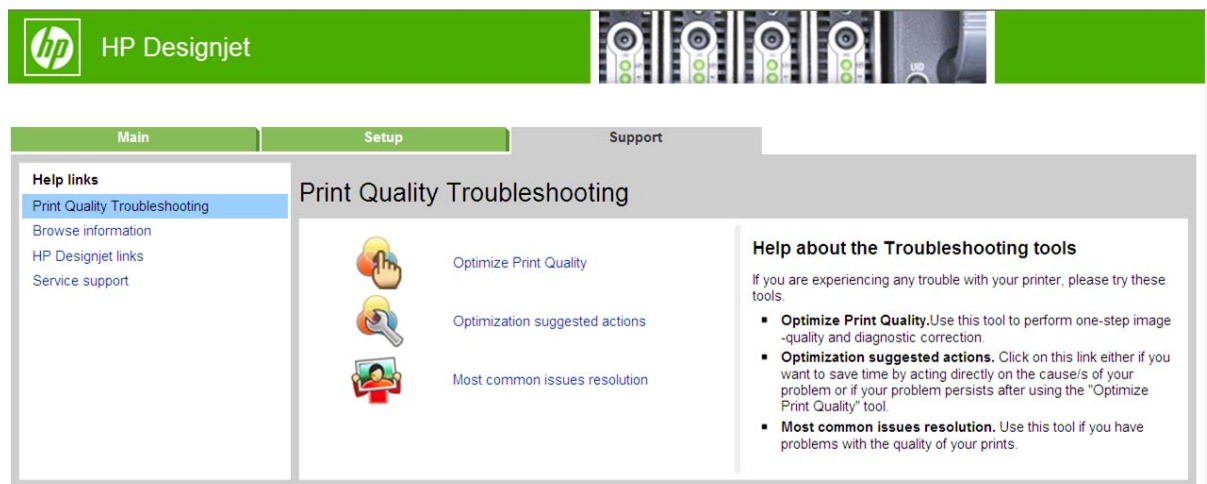 hp
HP Designjet
UID
Main
Setup
Support
Help links
Print Quality Troubleshooting
Browse information
HP Designjet links
Service support
Print Quality Troubleshooting
Optimize Print Quality
Optimization suggested actions
Most common issues resolution
Help about the Troubleshooting tools
If you are experiencing any trouble with your printer, please try these
tools.
▪ Optimize Print Quality.Use this tool to perform one-step image
-quality and diagnostic correction.
▪ Optimization suggested actions. Click on this link either if you
want to save time by acting directly on the cause/s of your
problem or if your problem persists after using the "Optimize
Print Quality" tool.
▪ Most common issues resolution. Use this tool if you have
problems with the quality of your prints.